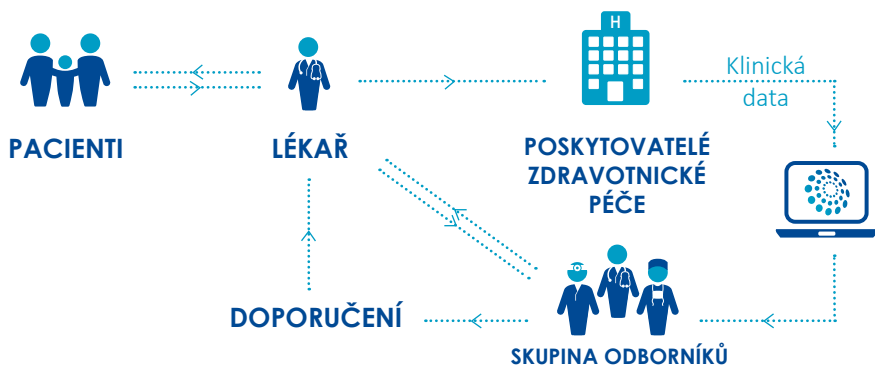 H
Klinická
data
PACIENTI
LÉKAŘ
POSKYTOVATELÉ
ZDRAVOTNICKÉ
PÉČE
DOPORUČENÍ
SKUPINA ODBORNÍKŮ